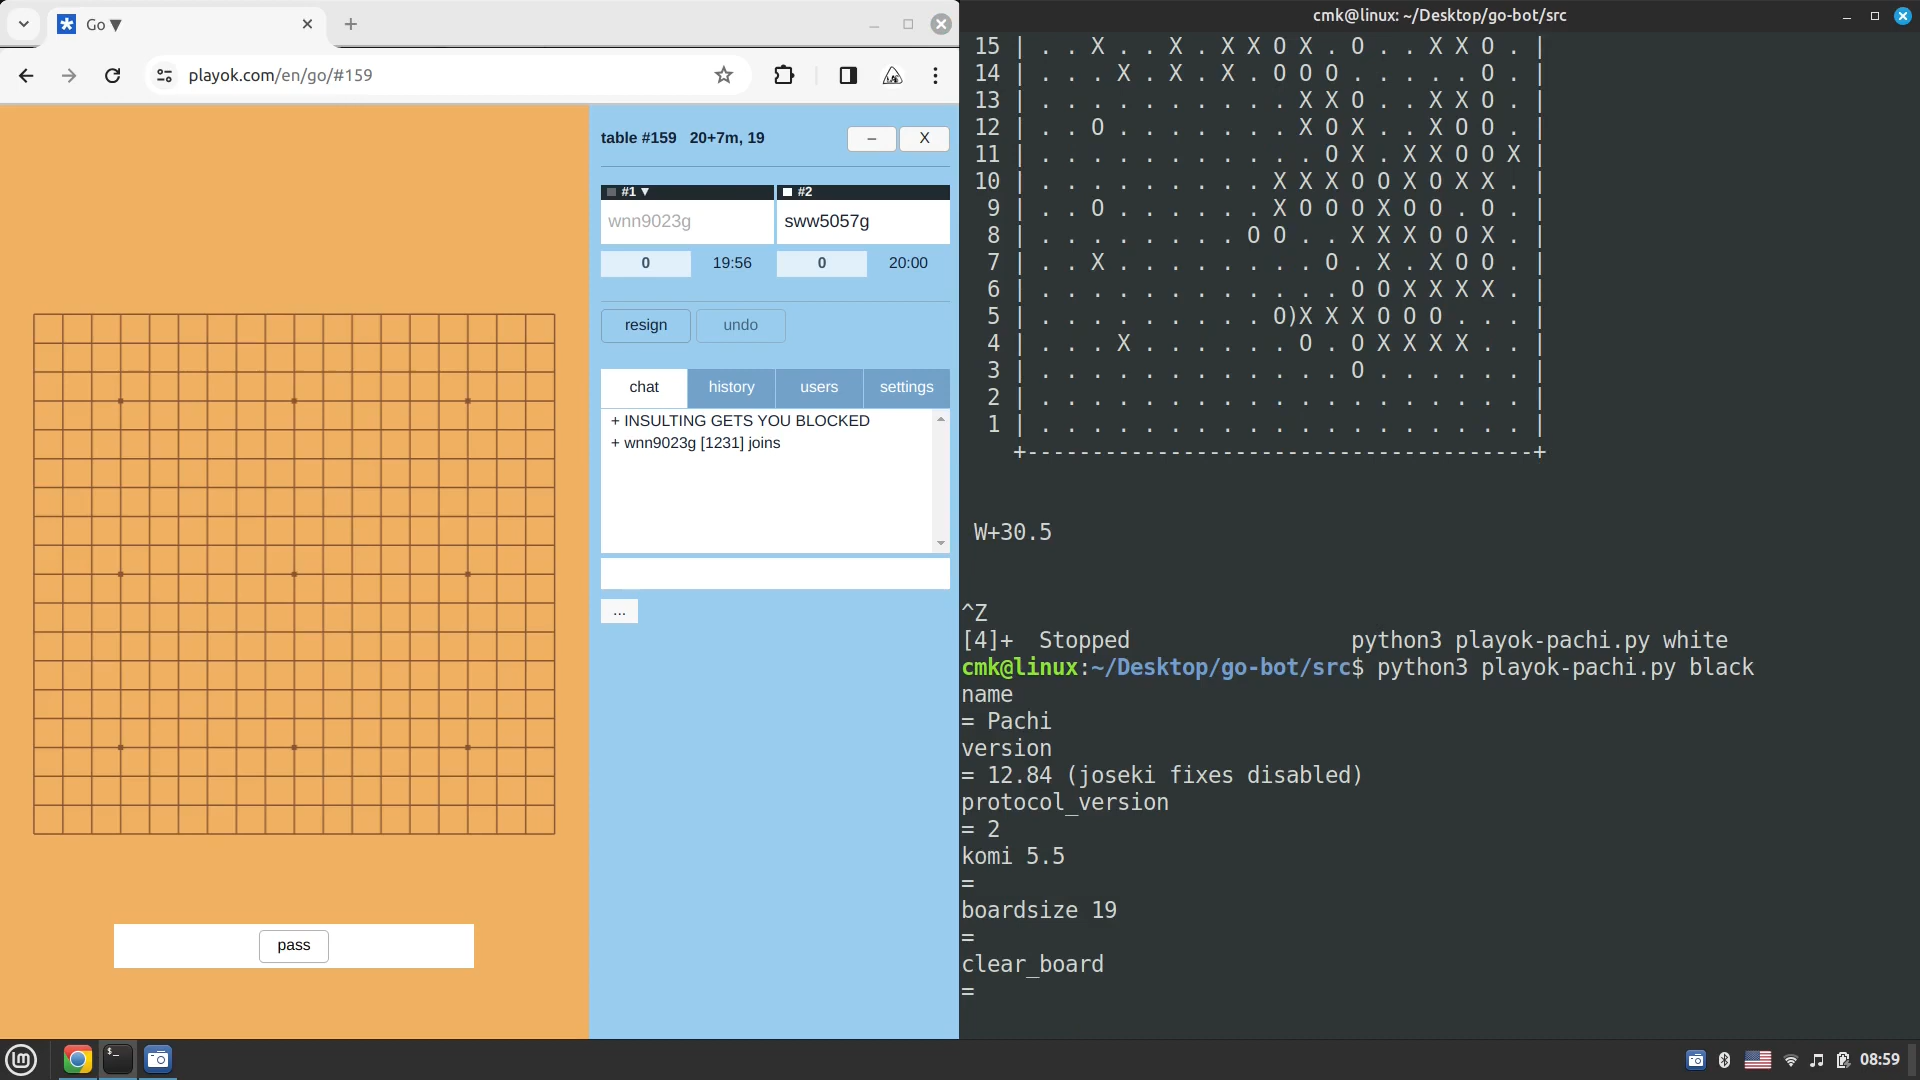 Go ▼
playok.com/en/go/#159
table #159 20+7m, 19
–
X
#1 ▼
#2
wnn9023g
sww5057g
0
19:56
0
20:00
resign
undo
chat
history
users
settings
+ INSULTING GETS YOU BLOCKED
+ wnn9023g [1231] joins
...
pass
cmk@linux: ~/Desktop/go-bot/src
15 | . . X . . X . X X O X . O . . X X O . |
14 | . . . X . X . X . O O O . . . . . O . |
13 | . . . . . . . . . . X X O . . X X O . |
12 | . . O . . . . . . . X O X . . X O O . |
11 | . . . . . . . . . . . O X . X X O O X |
10 | . . . . . . . . . X X X O O X O X X . |
9 | . . O . . . . . . X O O O X O O . O . |
8 | . . . . . . . . O O . . X X X O O X . |
7 | . . X . . . . . . . . O . X . X O O . |
6 | . . . . . . . . . . . . O O X X X X . |
5 | . . . . . . . . . O)X X X O O O . . . |
4 | . . . X . . . . . . O . O X X X X . . |
3 | . . . . . . . . . . . . O . . . . . . |
2 | . . . . . . . . . . . . . . . . . . . |
1 | . . . . . . . . . . . . . . . . . . . |
+---------------------------------------+
W+30.5
^Z
[4]+ Stopped python3 playok-pachi.py white
cmk@linux:~/Desktop/go-bot/src$ python3 playok-pachi.py black
name
= Pachi
version
= 12.84 (joseki fixes disabled)
protocol_version
= 2
komi 5.5
=
boardsize 19
=
clear_board
=
08:59